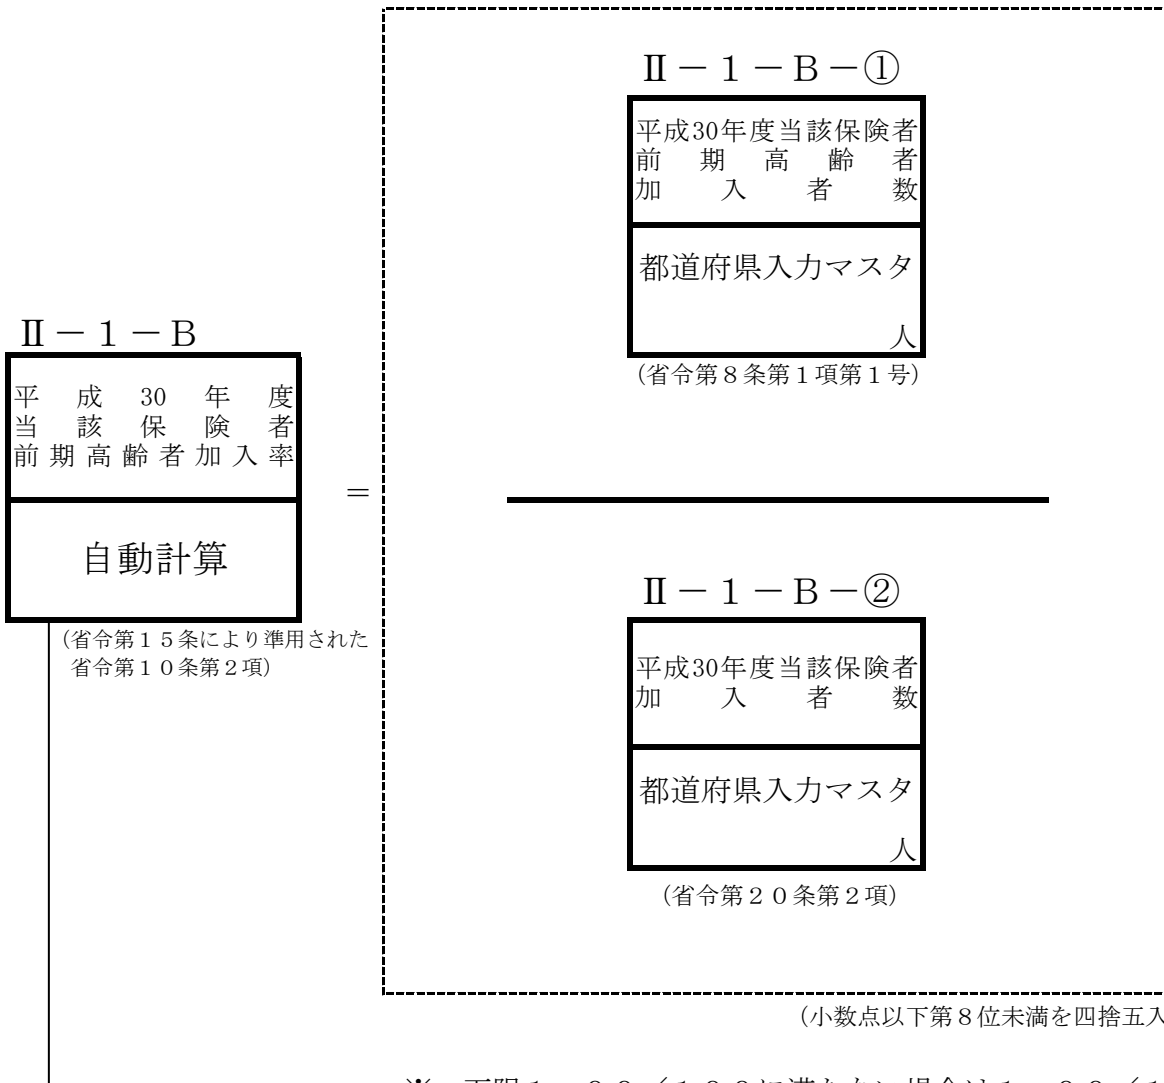 Ⅱ－１－Ｂ－①
平成30年度当該保険者
前期高齢者
加入者数
都道府県入力マスタ
人
（省令第８条第１項第１号）
Ⅱ－１－Ｂ
平成30年度
当該保険者
前期高齢者加入率
自動計算
（省令第１５条により準用された
省令第１０条第２項）
＝
Ⅱ－１－Ｂ－②
平成30年度当該保険者
加入者数
都道府県入力マスタ
人
（省令第２０条第２項）
（小数点以下第８位未満を四捨五入